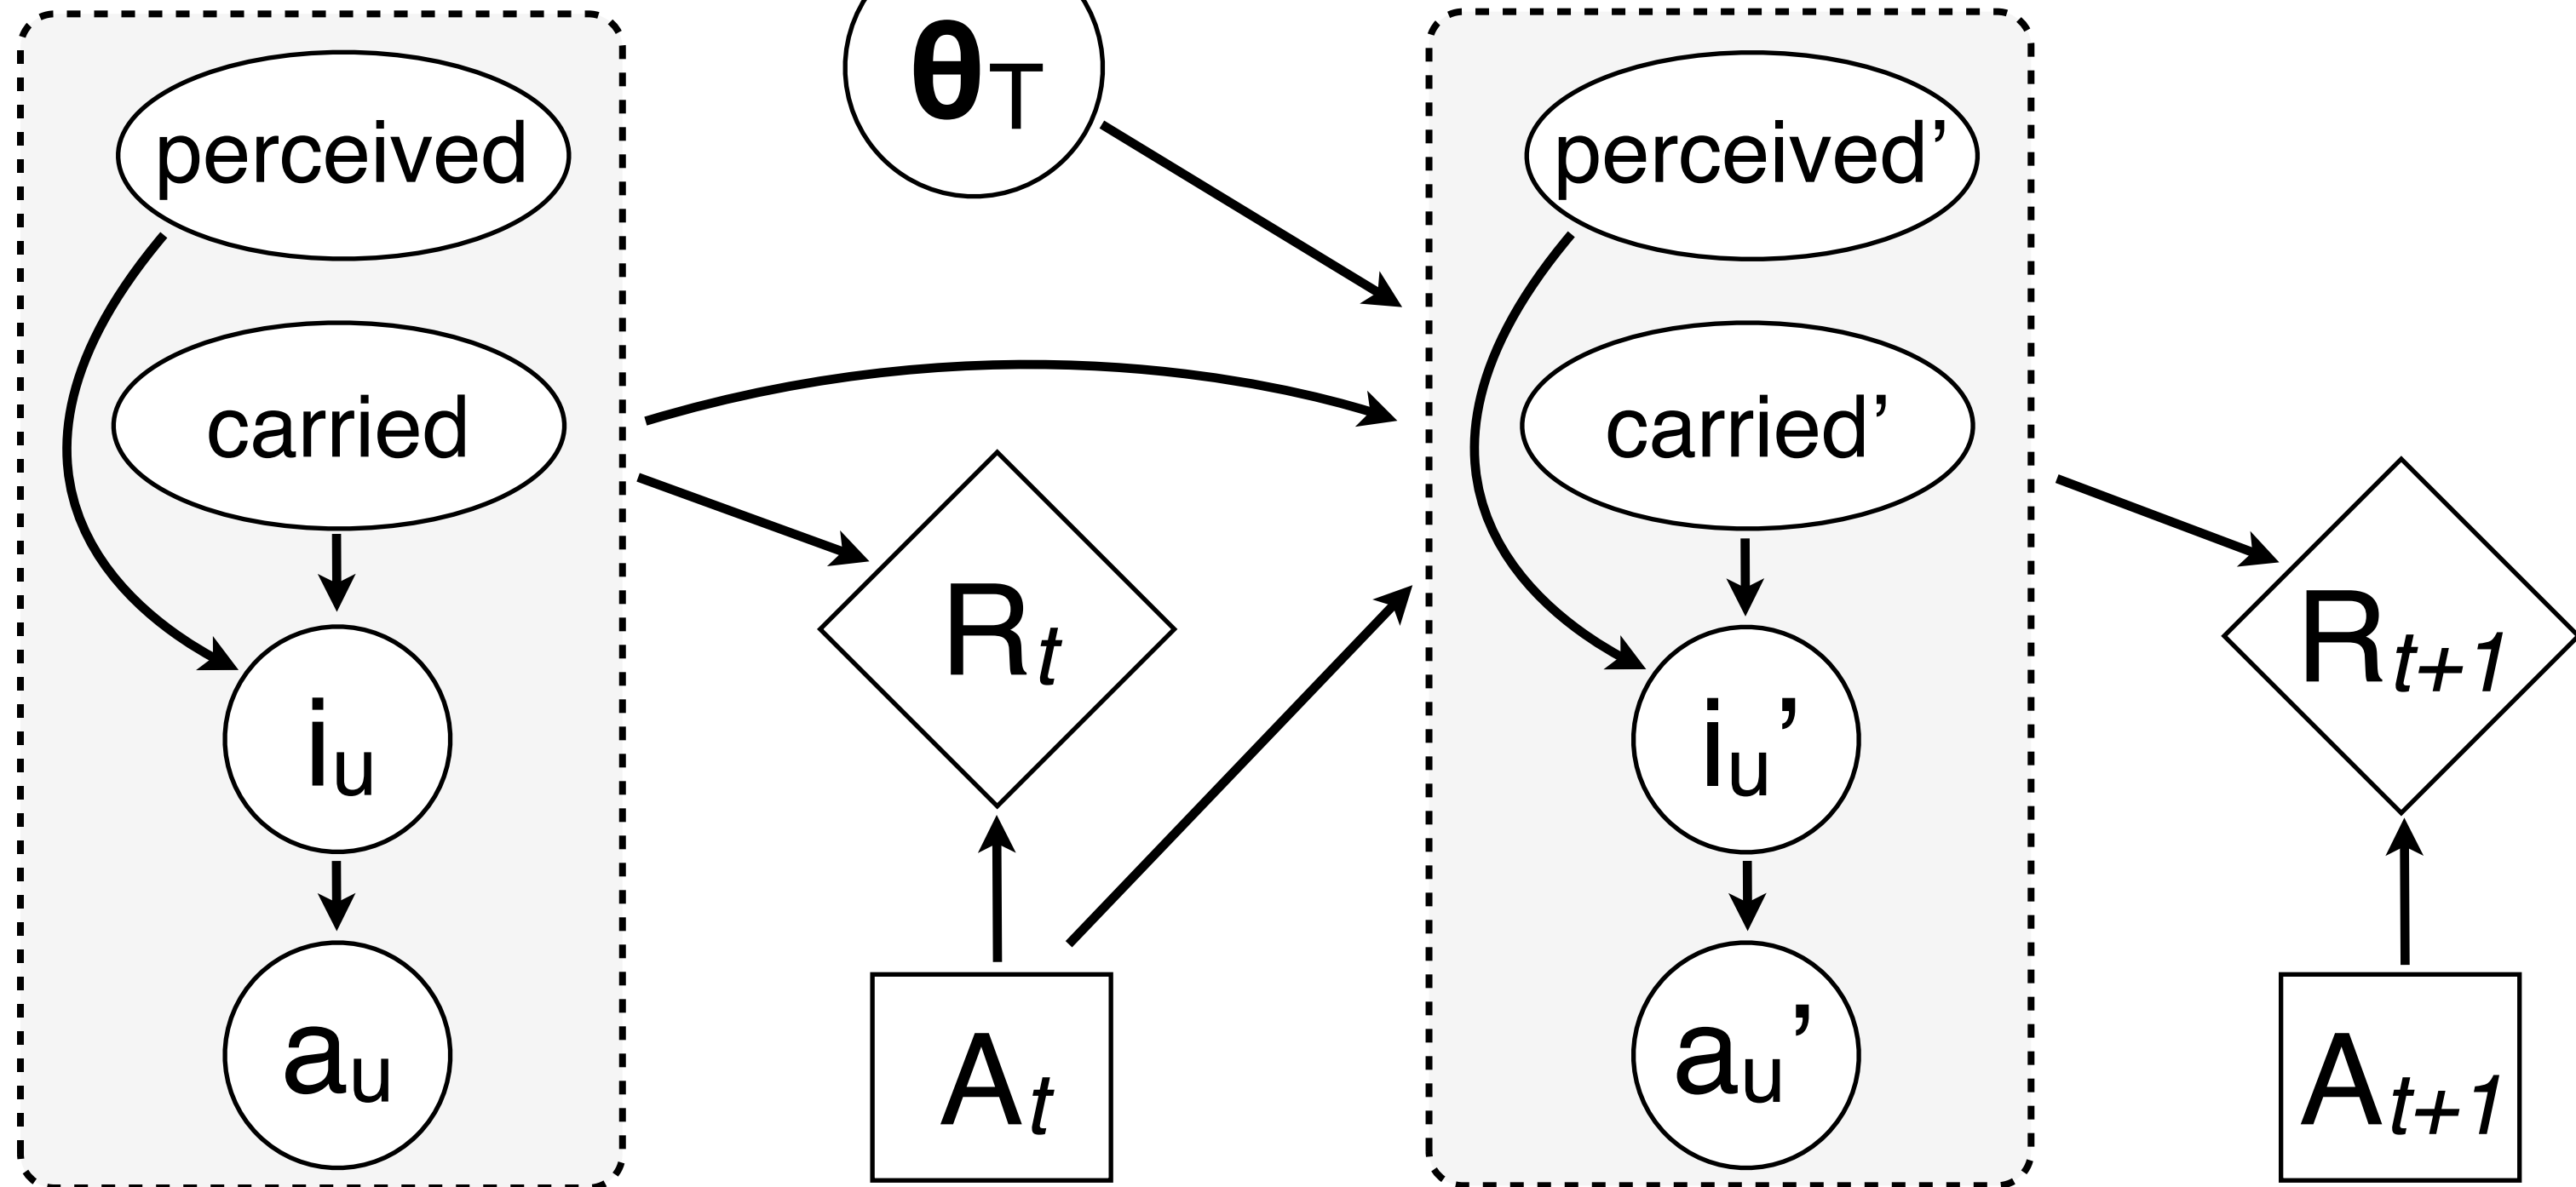 perceived
carried
iu
au
θT
Rt
At
perceived’
carried’
iu’
au’
Rt+1
At+1